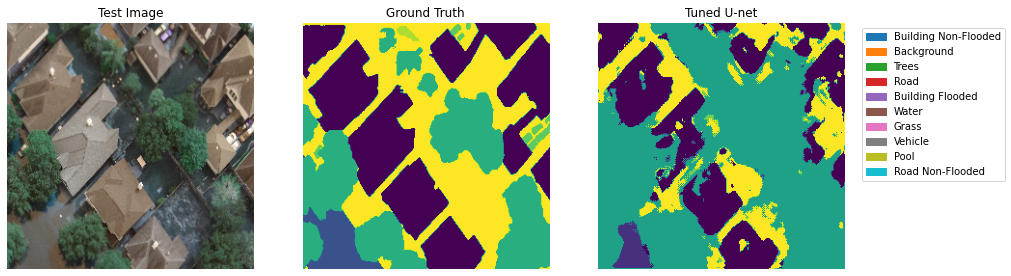 Test Image
Ground Truth
Tuned U-net
Building Non-Flooded
Background
Trees
Road
Building Flooded
Water
Grass
Vehicle
Pool
Road Non-Flooded